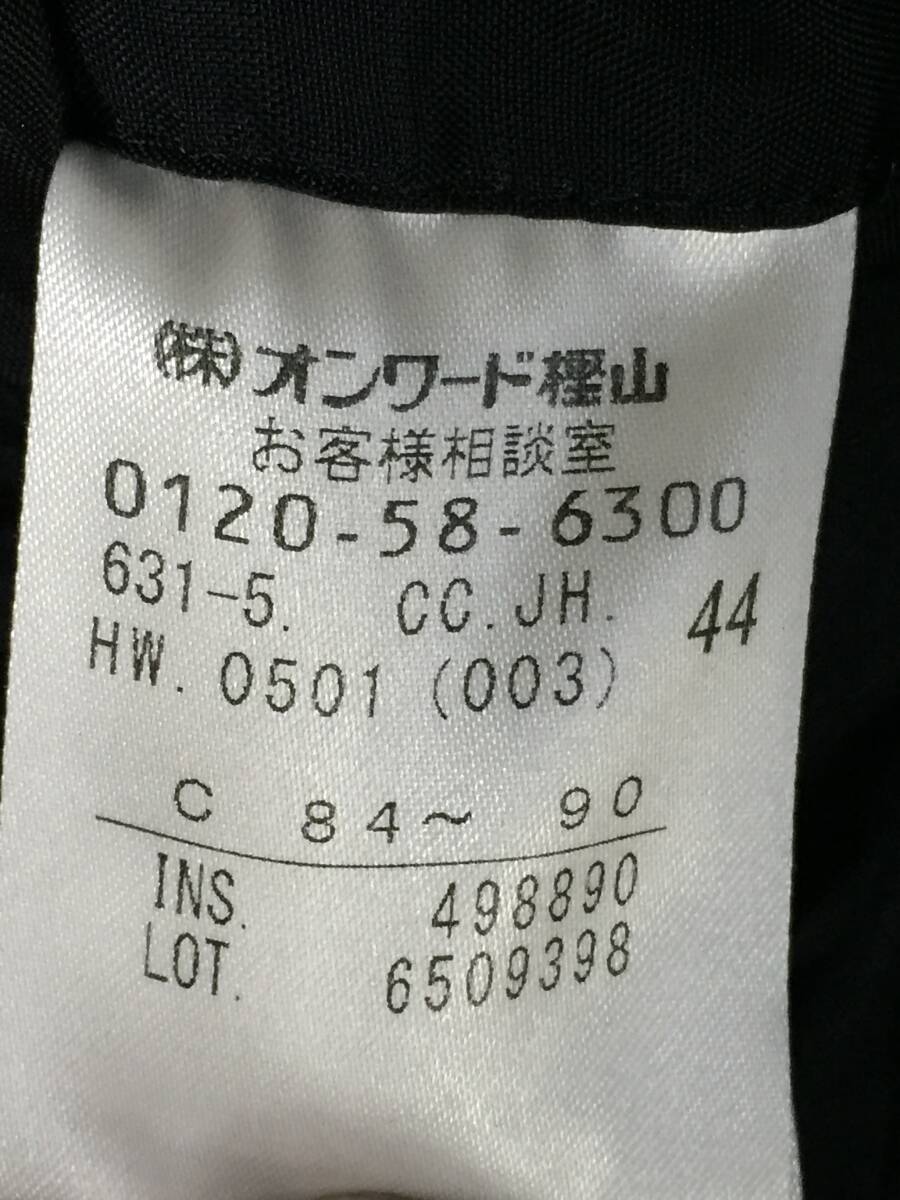 (株)オンワード樫山
お客様相談室
0120-58-6300
631-5. CC.JH. 44
HW. 0501 (003)
C 84～ 90
INS. 498890
LOT. 6509398